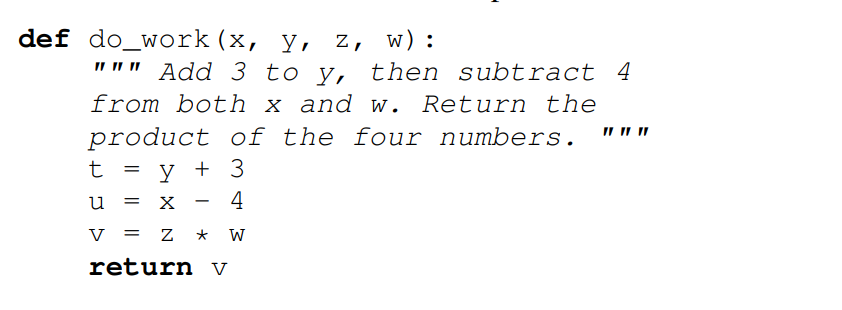 def do_work(x, y, z, w):
""" Add 3 to y, then subtract 4
from both x and w. Return the
product of the four numbers. """
t = y + 3
u = x - 4
v = z * w
return v